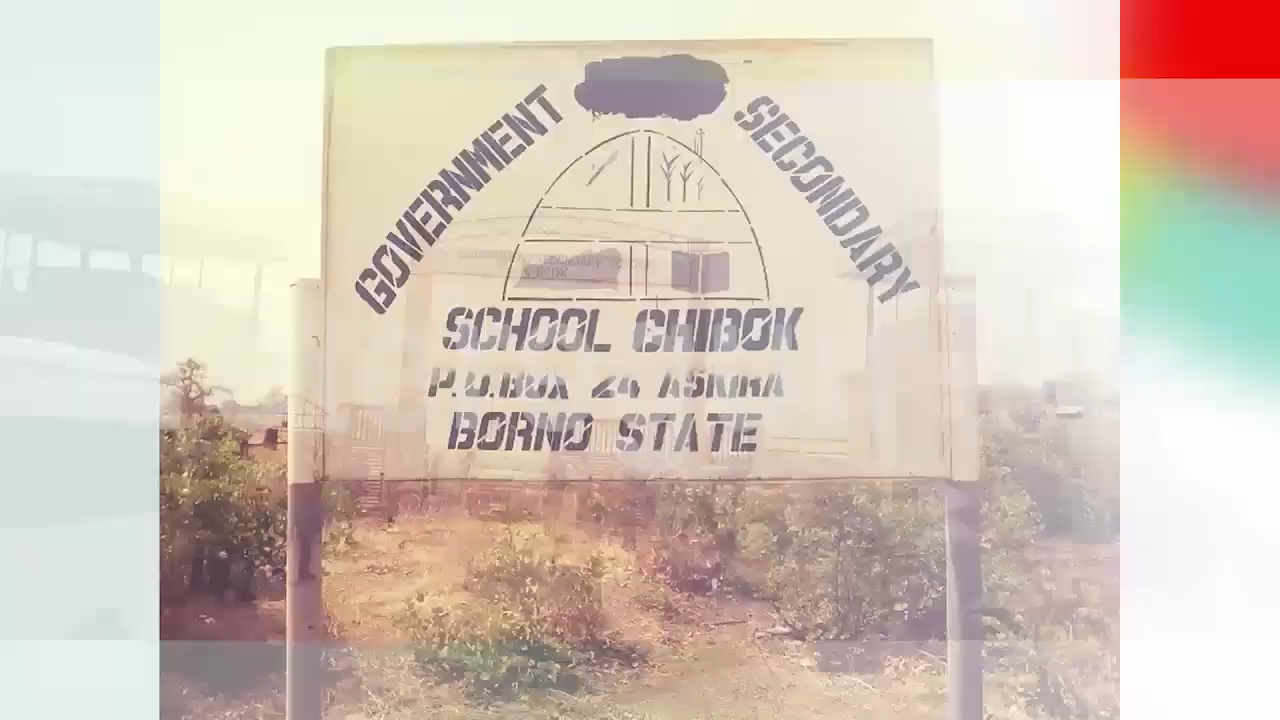 GOVERNMENT SECONDARY
SCHOOL CHIBOK
P.O.BOX 24 ASKIRA
BORNO STATE